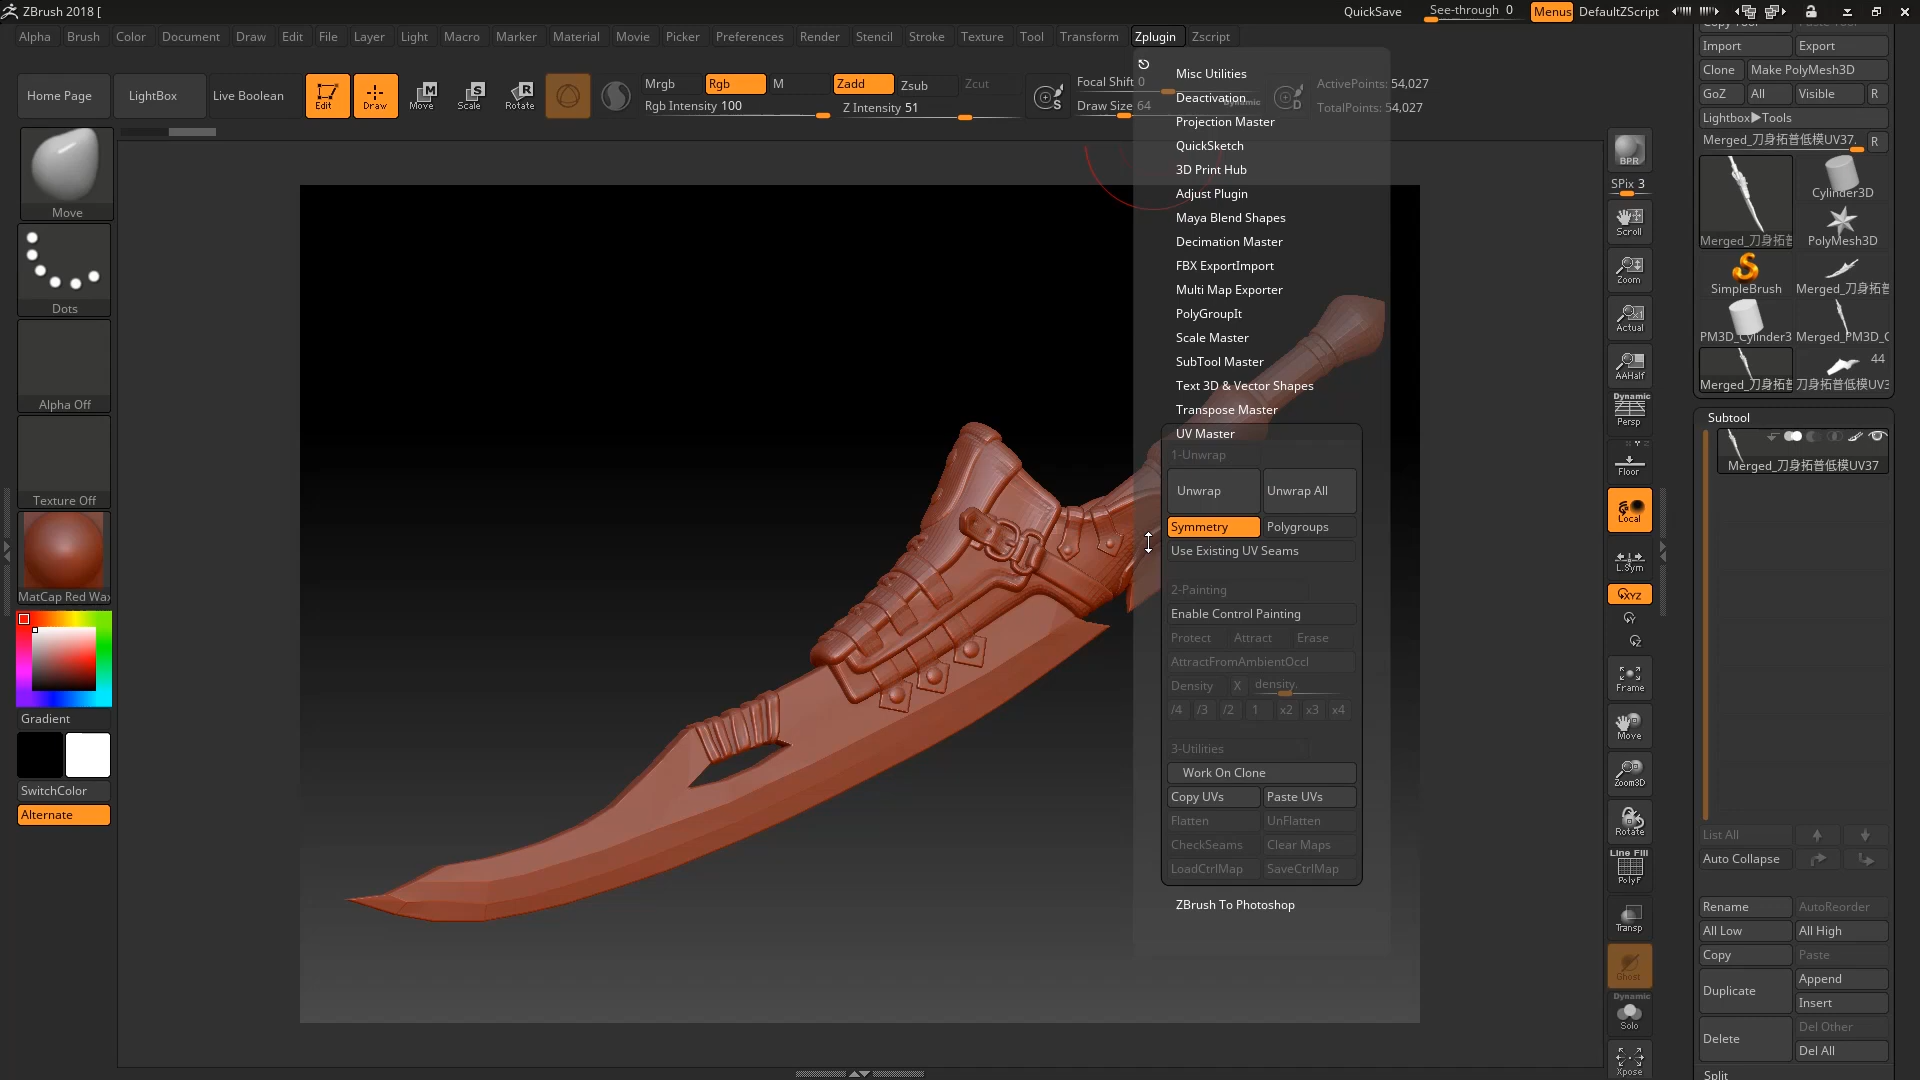 ZBrush 2018 [
QuickSave See-through 0 Menus DefaultZScript
Alpha Brush Color Document Draw Edit File Layer Light Macro Marker Material Movie Picker Preferences Render Stencil Stroke Texture Tool Transform Zplugin Zscript
Home Page LightBox Live Boolean Edit Draw Move Scale Rotate
Mrgb Rgb M Zadd Zsub Zcut
Rgb Intensity 100 Z Intensity 51
Focal Shift 0
Draw Size 64 Dynamic
ActivePoints: 54,027
TotalPoints: 54,027
Move
Dots
Alpha Off
Texture Off
MatCap Red Wax
Gradient
SwitchColor
Alternate
Misc Utilities
Deactivation
Projection Master
QuickSketch
3D Print Hub
Adjust Plugin
Maya Blend Shapes
Decimation Master
FBX ExportImport
Multi Map Exporter
PolyGroupIt
Scale Master
SubTool Master
Text 3D & Vector Shapes
Transpose Master
UV Master
1-Unwrap
Unwrap Unwrap All
Symmetry Polygroups
Use Existing UV Seams
2-Painting
Enable Control Painting
Protect Attract Erase
AttractFromAmbientOccl
Density X density.
/4 /3 /2 1 x2 x3 x4
3-Utilities
Work On Clone
Copy UVs Paste UVs
Flatten UnFlatten
CheckSeams Clear Maps
LoadCtrlMap SaveCtrlMap
ZBrush To Photoshop
BPR
SPix 3
Scroll
Zoom
Actual
AAHalf
Dynamic
Persp
Floor
Local
L.Sym
XYZ
Frame
Move
Zoom3D
Rotate
Line Fill
PolyF
Transp
Ghost
Dynamic
Solo
Xpose
Import Export
Clone Make PolyMesh3D
GoZ All Visible R
Lightbox▶Tools
Merged_刀身拓普低模UV37. R
Cylinder3D
Merged_刀身拓普 PolyMesh3D
SimpleBrush Merged_刀身拓普
PM3D_Cylinder3 Merged_PM3D_C
44
Merged_刀身拓普 刀身拓普低模UV3
Subtool
Merged_刀身拓普低模UV37
List All
Auto Collapse
Rename AutoReorder
All Low All High
Copy Paste
Duplicate Append
Insert
Delete Del Other
Del All
Split